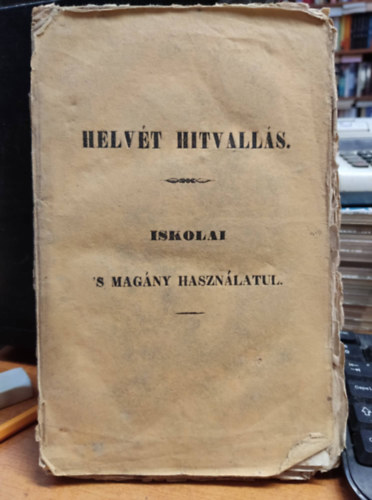 HELVÉT HITVALLÁS.
ISKOLAI
'S MAGÁNY HASZNÁLATUL.